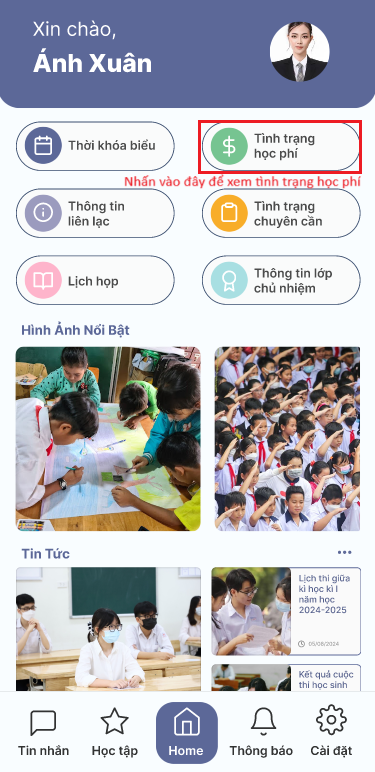 Xin chào,
Ánh Xuân
Thời khóa biểu
Tình trạng
học phí
Nhấn vào đây để xem tình trạng học phí
Thông tin
liên lạc
Tình trạng
chuyên cần
Lịch họp
Thông tin lớp
chủ nhiệm
Hình Ảnh Nổi Bật
Tin Tức
Lịch thi giữa
kì học kì I
năm học
2024-2025
05/08/2024
Kết quả cuộc
thi học sinh
Tin nhắn
Học tập
Home
Thông báo
Cài đặt